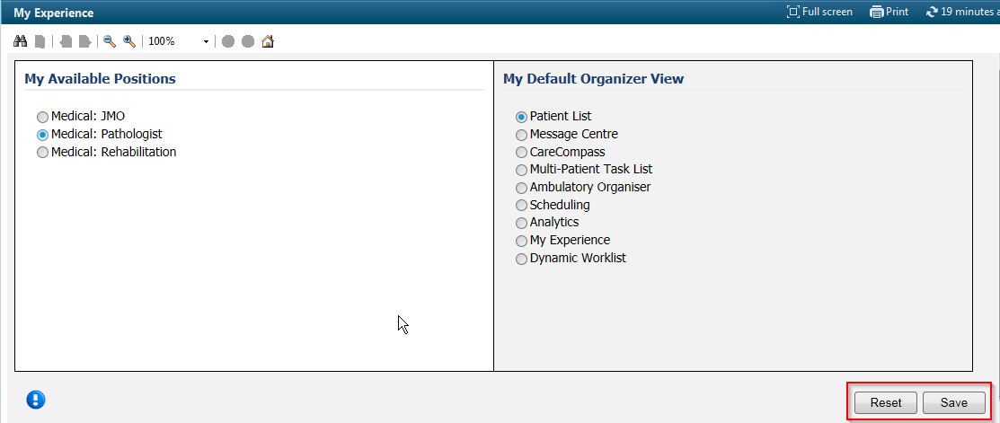 My Experience
Full screen Print 19 minutes a
100%
My Available Positions
Medical: JMO
Medical: Pathologist
Medical: Rehabilitation
My Default Organizer View
Patient List
Message Centre
CareCompass
Multi-Patient Task List
Ambulatory Organiser
Scheduling
Analytics
My Experience
Dynamic Worklist
Reset Save